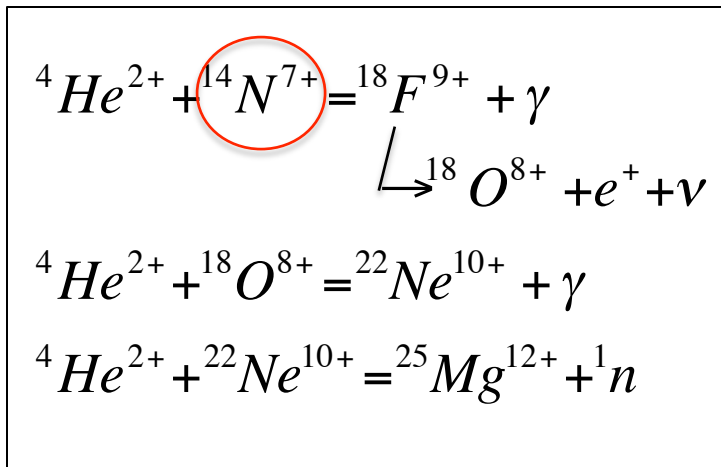 ⁴He²⁺ + ¹⁴N⁷⁺ = ¹⁸F⁹⁺ + γ
→ ¹⁸O⁸⁺ + e⁺ + ν
⁴He²⁺ + ¹⁸O⁸⁺ = ²²Ne¹⁰⁺ + γ
⁴He²⁺ + ²²Ne¹⁰⁺ = ²⁵Mg¹²⁺ + ¹n